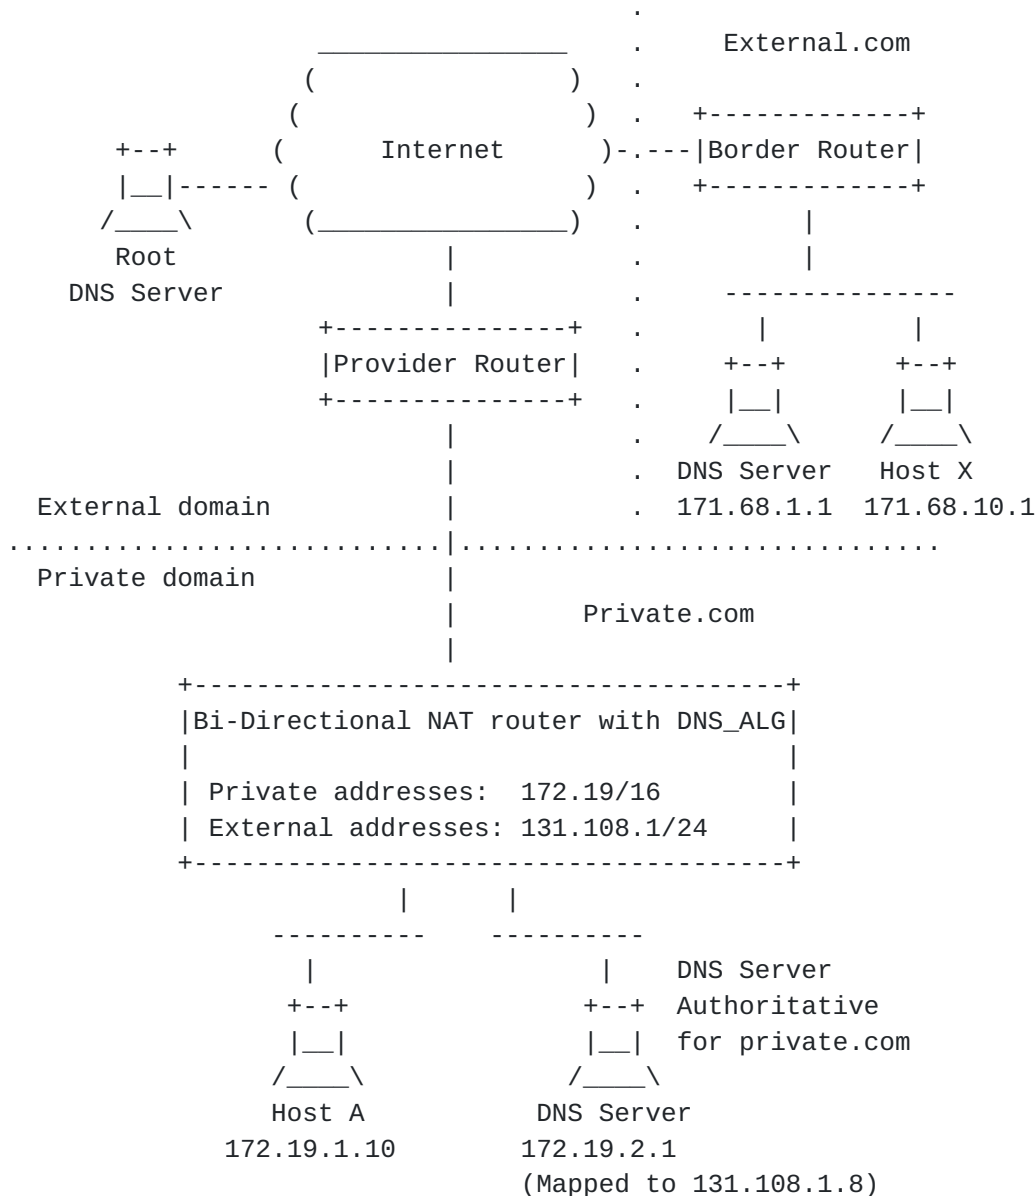 External.com
Internet
Border Router
Root
DNS Server
Provider Router
DNS Server Host X
External domain 171.68.1.1 171.68.10.1
Private domain
Private.com
Bi-Directional NAT router with DNS_ALG
Private addresses: 172.19/16
External addresses: 131.108.1/24
DNS Server
Authoritative
for private.com
Host A DNS Server
172.19.1.10 172.19.2.1
(Mapped to 131.108.1.8)